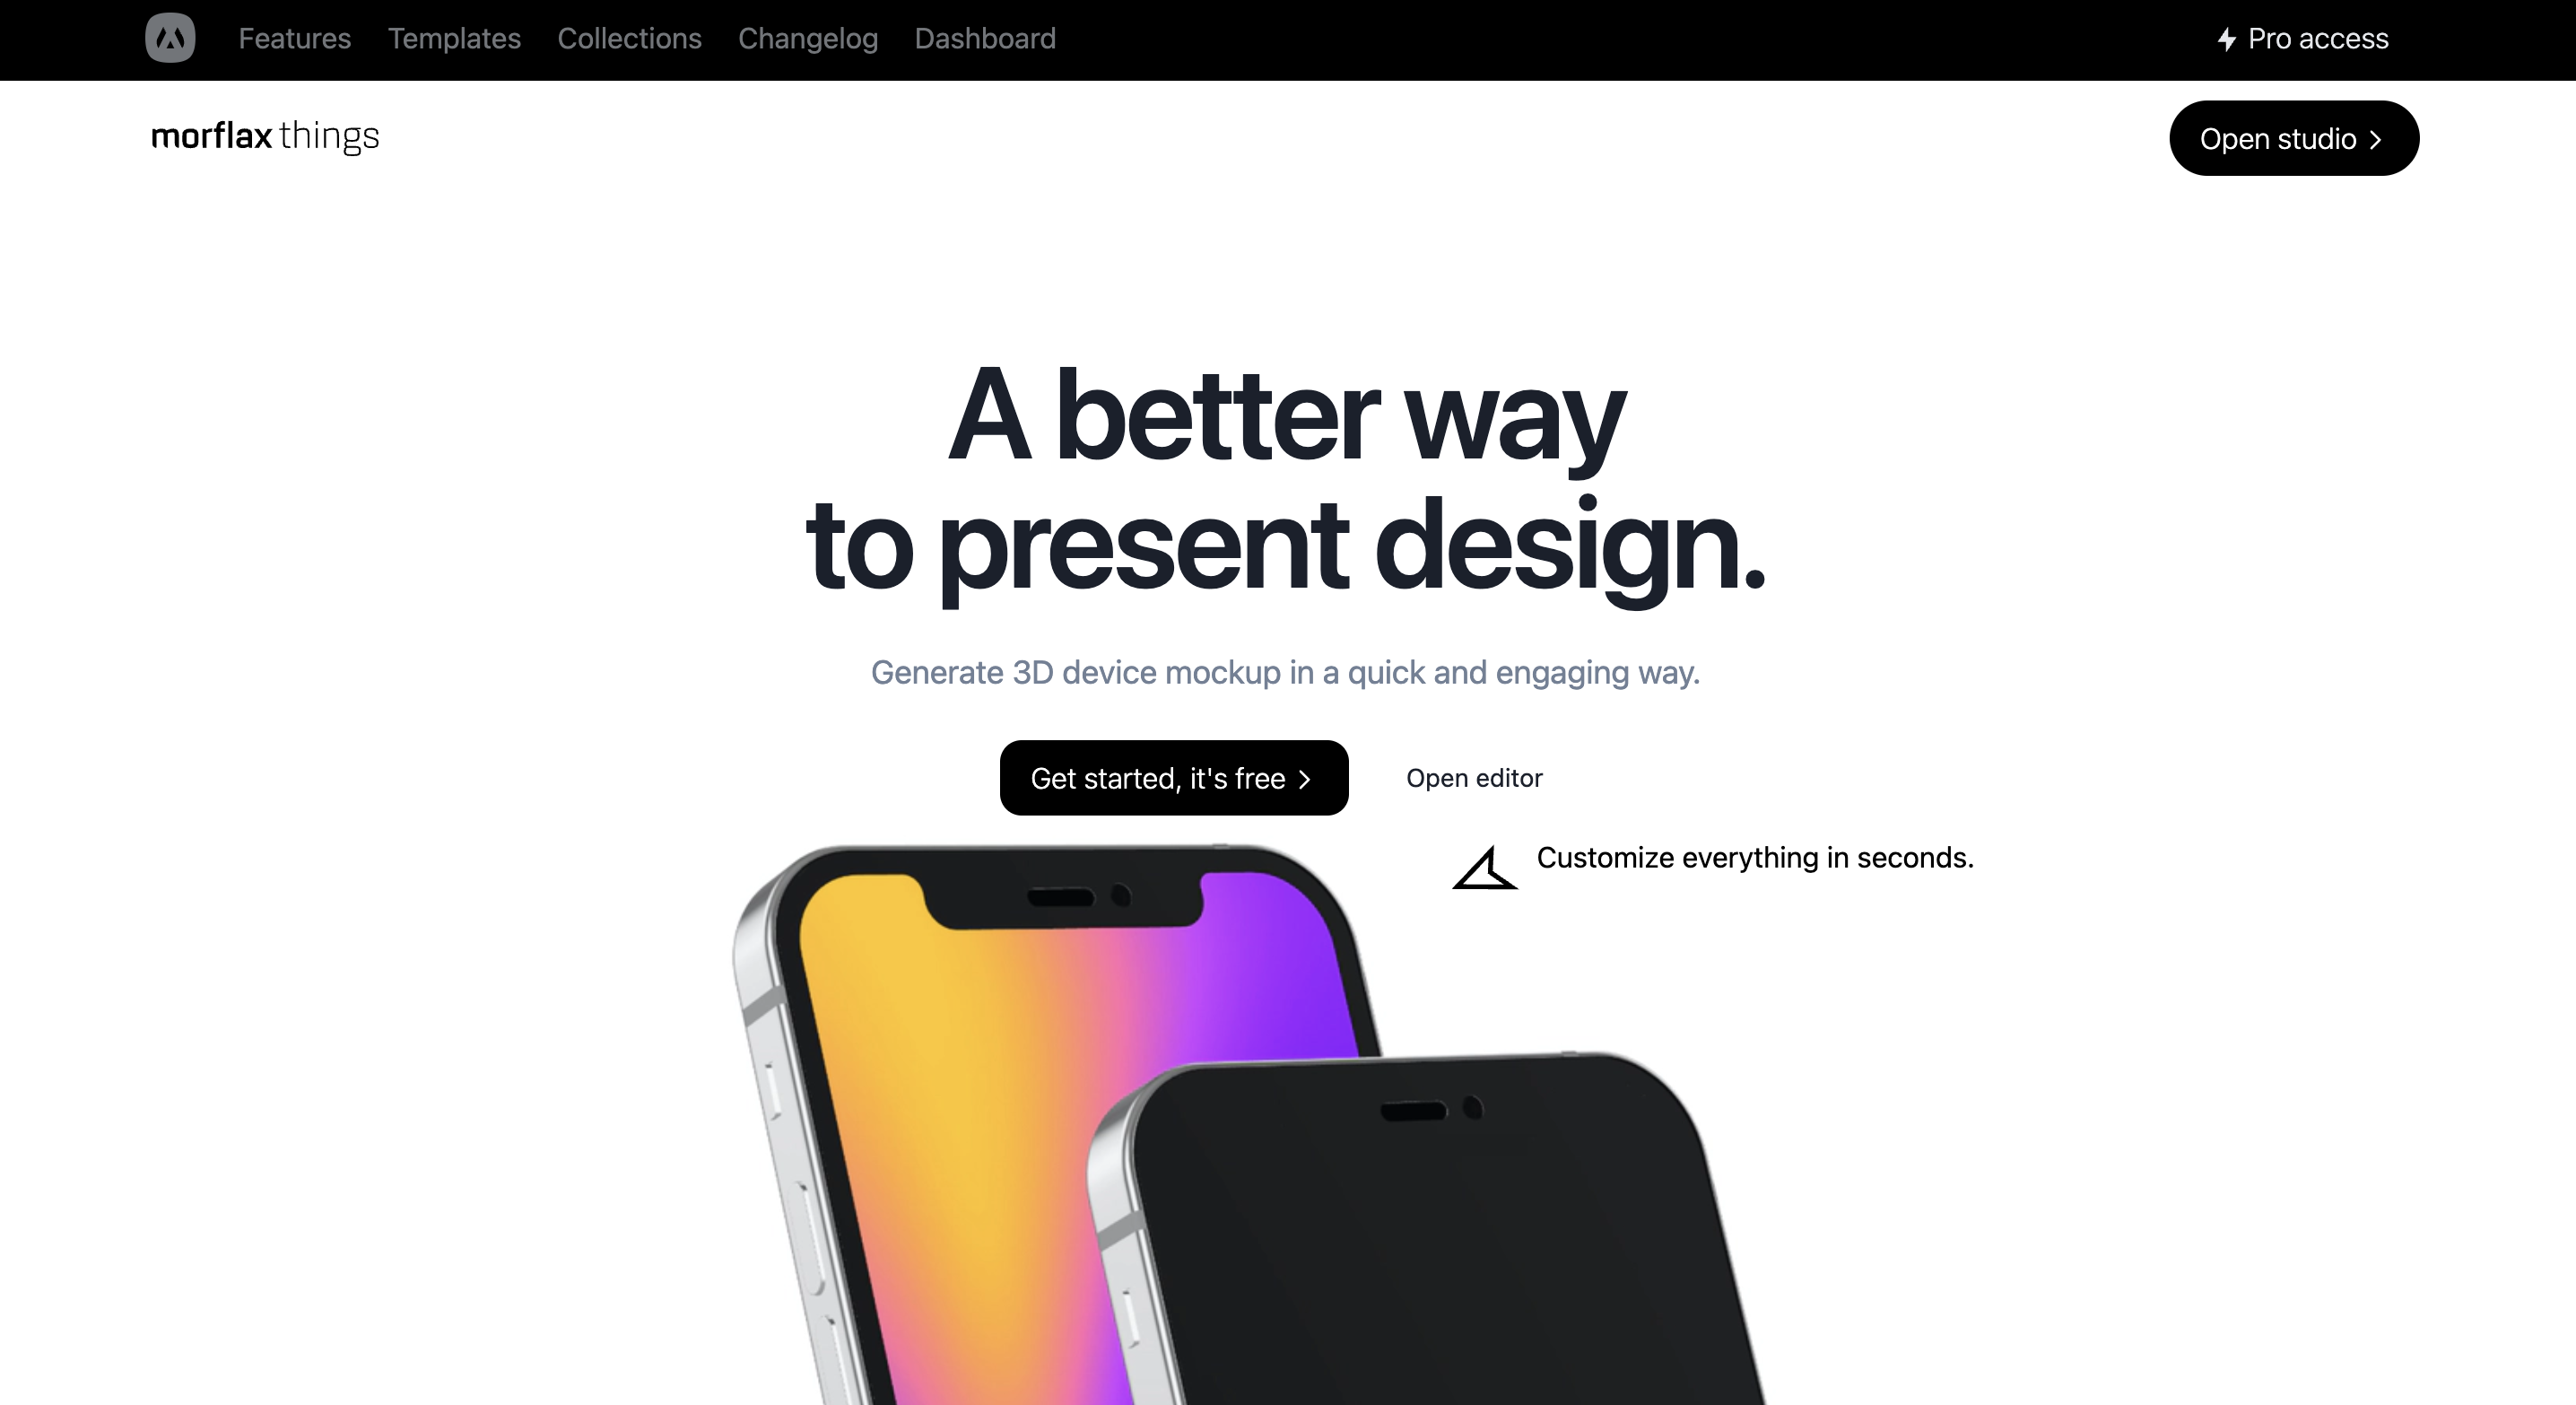 Features Templates Collections Changelog Dashboard Pro access
morflax things Open studio
A better way
to present design.
Generate 3D device mockup in a quick and engaging way.
Get started, it's free Open editor
Customize everything in seconds.